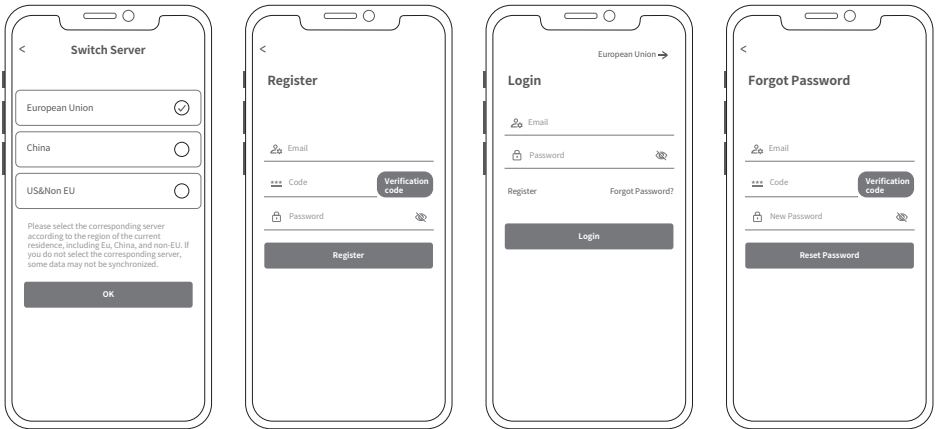 <
Switch Server
European Union
China
US&Non EU
Please select the corresponding server
according to the region of the current
residence, including Eu, China, and non-EU. If
you do not select the corresponding server,
some data may not be synchronized.
OK
<
Register
Email
*** Code
Verification
code
Password
Register
European Union →
Login
Email
Password
Register
Forgot Password?
Login
<
Forgot Password
Email
*** Code
Verification
code
New Password
Reset Password